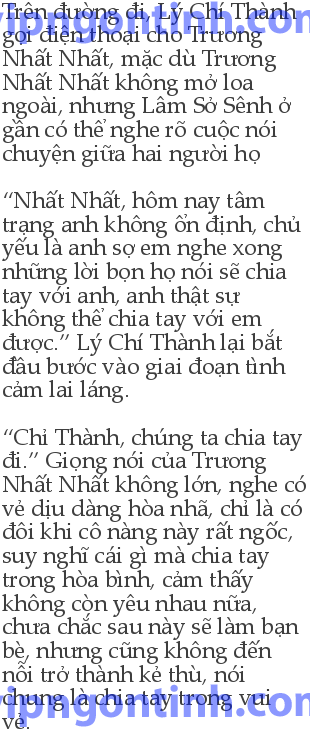 Trên đường đi, Lý Chí Thành
gọi điện thoại cho Trương
Nhất Nhất, mặc dù Trương
Nhất Nhất không mở loa
ngoài, nhưng Lâm Sở Sênh ở
gần có thể nghe rõ cuộc nói
chuyện giữa hai người họ
“Nhất Nhất, hôm nay tâm
trạng anh không ổn định, chủ
yếu là anh sợ em nghe xong
những lời bọn họ nói sẽ chia
tay với anh, anh thật sự
không thể chia tay với em
được.” Lý Chí Thành lại bắt
đầu bước vào giai đoạn tình
cảm lai láng.
“Chỉ Thành, chúng ta chia tay
đi.” Giọng nói của Trương
Nhất Nhất không lớn, nghe có
vẻ dịu dàng hòa nhã, chỉ là có
đôi khi cô nàng này rất ngốc,
suy nghĩ cái gì mà chia tay
trong hòa bình, cảm thấy
không còn yêu nhau nữa,
chưa chắc sau này sẽ làm bạn
bè, nhưng cũng không đến
nỗi trở thành kẻ thù, nói
chung là chia tay trong vui
vẻ.
vipngontinh.com
vipngontinh.com